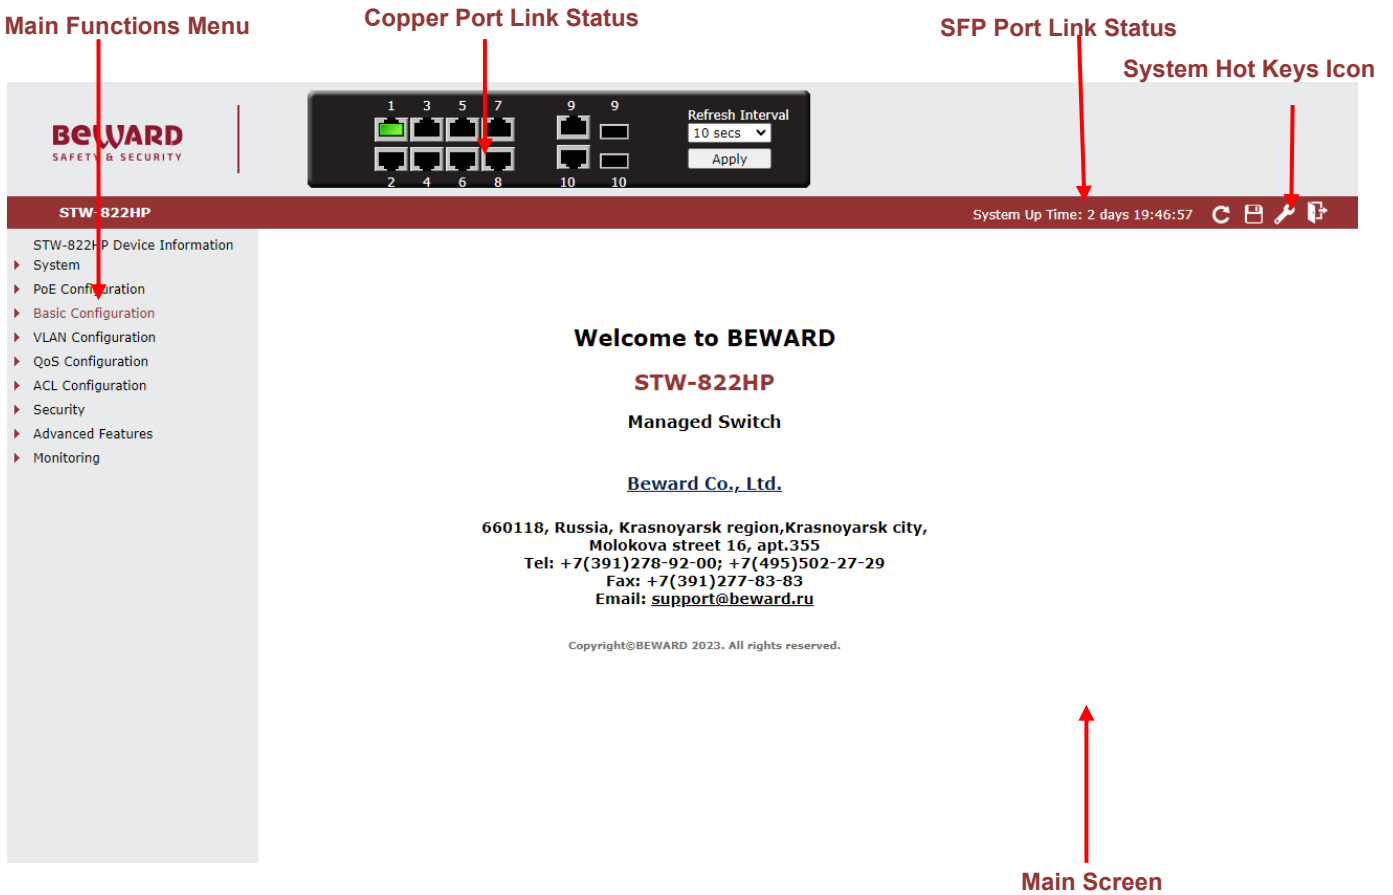 Main Functions Menu
Copper Port Link Status
SFP Port Link Status
System Hot Keys Icon
BEWARD
SAFETY & SECURITY
1 3 5 7 9 9
2 4 6 8 10 10
Refresh Interval
10 secs
Apply
STW-822HP
System Up Time: 2 days 19:46:57
STW-822HP Device Information
System
PoE Configuration
Basic Configuration
VLAN Configuration
QoS Configuration
ACL Configuration
Security
Advanced Features
Monitoring
Welcome to BEWARD
STW-822HP
Managed Switch
Beward Co., Ltd.
660118, Russia, Krasnoyarsk region,Krasnoyarsk city,
Molokova street 16, apt.355
Tel: +7(391)278-92-00; +7(495)502-27-29
Fax: +7(391)277-83-83
Email: support@beward.ru
Copyright©BEWARD 2023. All rights reserved.
Main Screen